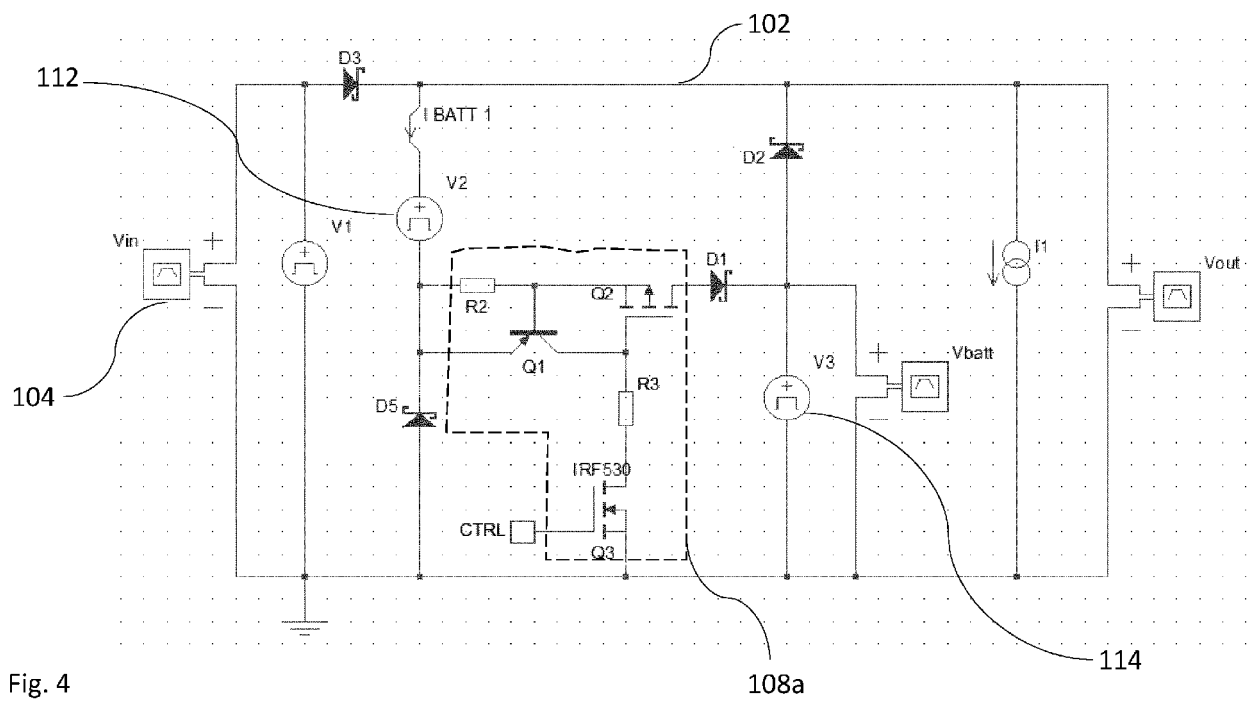 102
D3
112
I BATT 1
D2
V2
Vin
+
V1
+
−
+
D1
I1
+
Vout
−
R2
Q2
Q1
V3
+
Vbatt
−
+
R3
104
D5
IRF530
CTRL
Q3
114
Fig. 4
108a